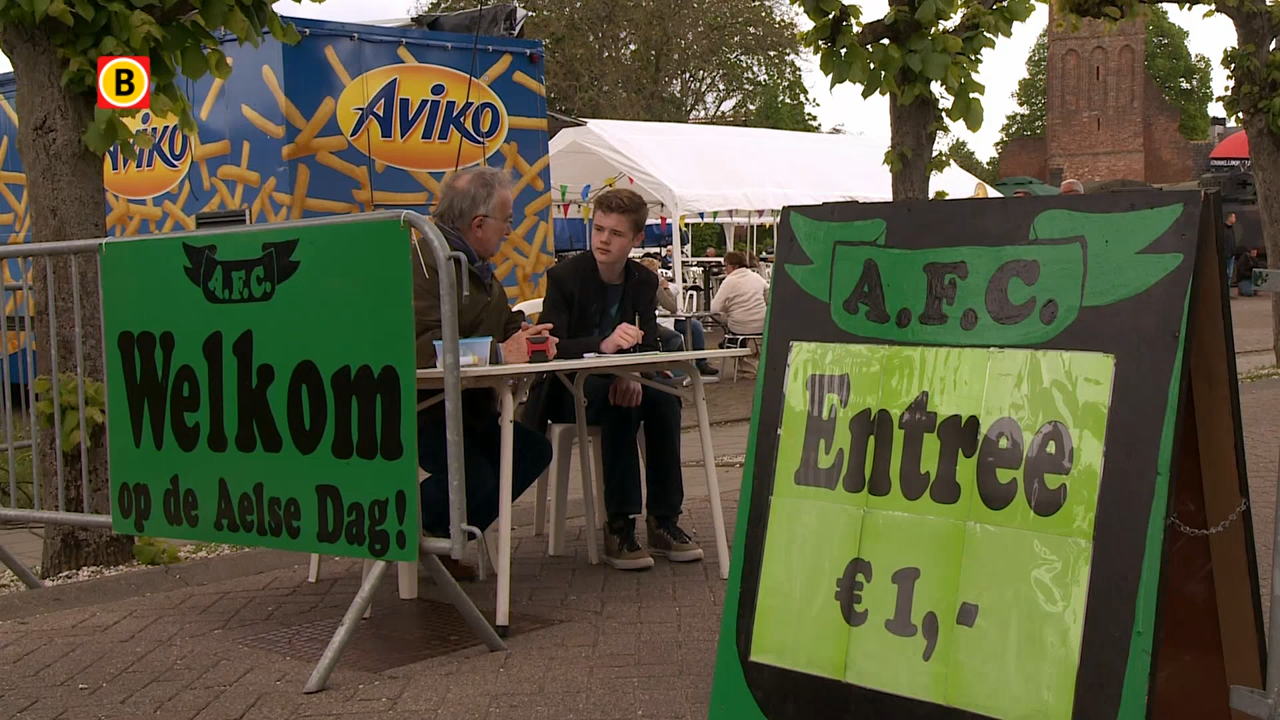 B
AVIKO
AVIKO
A.F.C.
Welkom
op de Aelse Dag!
A.F.C.
Entree
€ 1,-